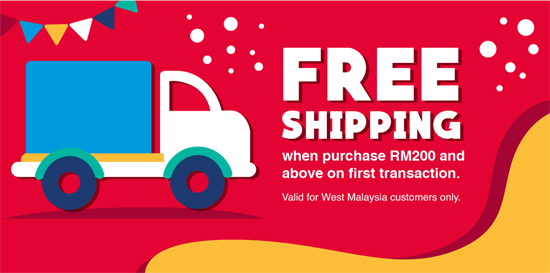 FREE
SHIPPING
when purchase RM200 and
above on first transaction.
Valid for West Malaysia customers only.